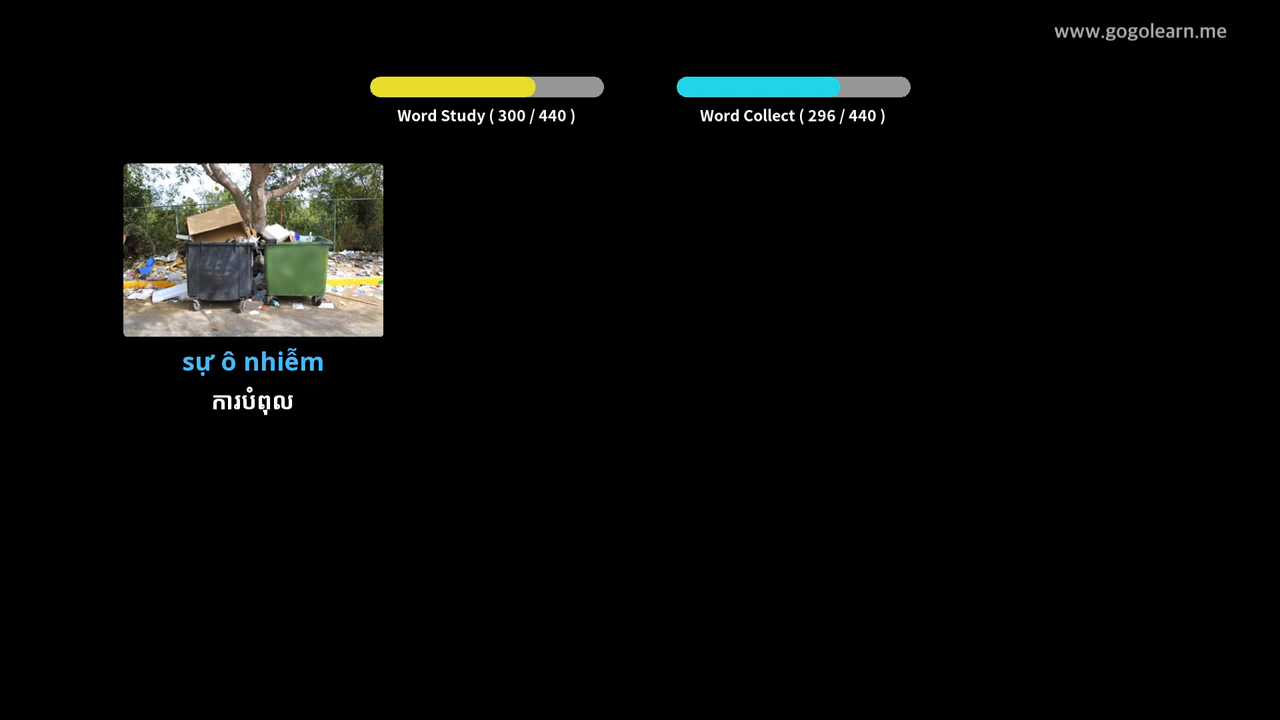 www.gogolearn.me
Word Study ( 300 / 440 )
Word Collect ( 296 / 440 )
sự ô nhiễm
ការបំពុល